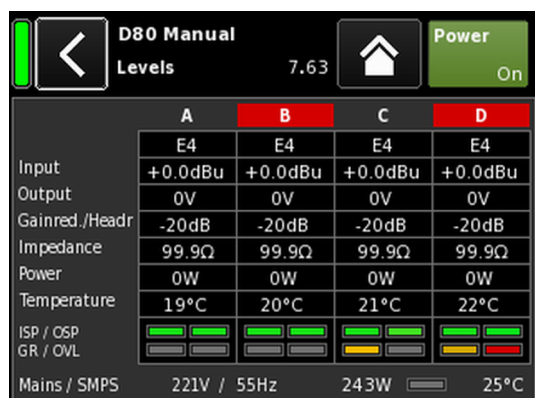 D80 Manual
Levels 7.63
Power
On
A B C D
E4 E4 E4 E4
Input +0.0dBu +0.0dBu +0.0dBu +0.0dBu
Output 0V 0V 0V 0V
Gainred./Headr -20dB -20dB -20dB -20dB
Impedance 99.9Ω 99.9Ω 99.9Ω 99.9Ω
Power 0W 0W 0W 0W
Temperature 19°C 20°C 21°C 22°C
ISP / OSP
GR / OVL
Mains / SMPS 221V / 55Hz 243W 25°C